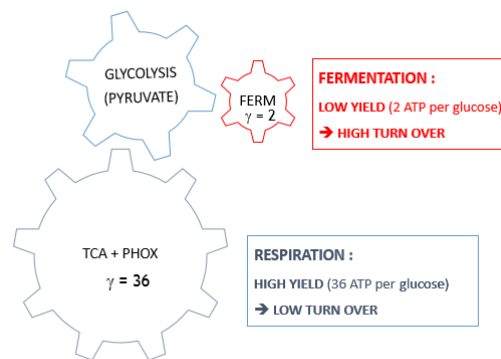 GLYCOLYSIS
(PYRUVATE)
FERM
γ = 2
FERMENTATION :
LOW YIELD (2 ATP per glucose)
➔ HIGH TURN OVER
TCA + PHOX
γ = 36
RESPIRATION :
HIGH YIELD (36 ATP per glucose)
➔ LOW TURN OVER